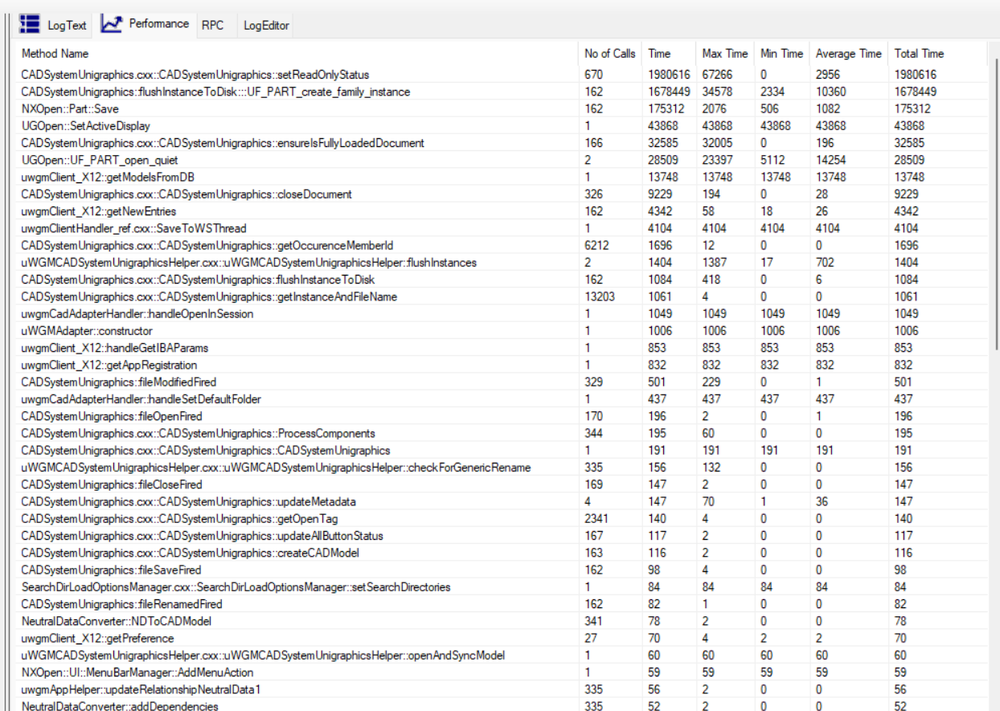 LogText Performance RPC LogEditor
Method Name No of Calls Time Max Time Min Time Average Time Total Time
CADSystemUnigraphics.cxx::CADSystemUnigraphics::setReadOnlyStatus 670 1980616 67266 0 2956 1980616
CADSystemUnigraphics::flushInstanceToDisk:::UF_PART_create_family_instance 162 1678449 34578 2334 10360 1678449
NXOpen::Part::Save 162 175312 2076 506 1082 175312
UGOpen::SetActiveDisplay 1 43868 43868 43868 43868 43868
CADSystemUnigraphics.cxx::CADSystemUnigraphics::ensureIsFullyLoadedDocument 166 32585 32005 0 196 32585
UGOpen::UF_PART_open_quiet 2 28509 23397 5112 14254 28509
uwgmClient_X12::getModelsFromDB 1 13748 13748 13748 13748 13748
CADSystemUnigraphics.cxx::CADSystemUnigraphics::closeDocument 326 9229 194 0 28 9229
uwgmClient_X12::getNewEntries 162 4342 58 18 26 4342
uwgmClientHandler_ref.cxx::SaveToWSThread 1 4104 4104 4104 4104 4104
CADSystemUnigraphics.cxx::CADSystemUnigraphics::getOccurenceMemberId 6212 1696 12 0 0 1696
uWGMCADSystemUnigraphicsHelper.cxx::uWGMCADSystemUnigraphicsHelper::flushInstances 2 1404 1387 17 702 1404
CADSystemUnigraphics.cxx::CADSystemUnigraphics::flushInstanceToDisk 162 1084 418 0 6 1084
CADSystemUnigraphics.cxx::CADSystemUnigraphics::getInstanceAndFileName 13203 1061 4 0 0 1061
uwgmCadAdapterHandler::handleOpenInSession 1 1049 1049 1049 1049 1049
uWGMAdapter::constructor 1 1006 1006 1006 1006 1006
uwgmClient_X12::handleGetIBAParams 1 853 853 853 853 853
uwgmClient_X12::getAppRegistration 1 832 832 832 832 832
CADSystemUnigraphics::fileModifiedFired 329 501 229 0 1 501
uwgmCadAdapterHandler::handleSetDefaultFolder 1 437 437 437 437 437
CADSystemUnigraphics::fileOpenFired 170 196 2 0 1 196
CADSystemUnigraphics.cxx::CADSystemUnigraphics::ProcessComponents 344 195 60 0 0 195
CADSystemUnigraphics.cxx::CADSystemUnigraphics::CADSystemUnigraphics 1 191 191 191 191 191
uWGMCADSystemUnigraphicsHelper.cxx::uWGMCADSystemUnigraphicsHelper::checkForGenericRename 335 156 132 0 0 156
CADSystemUnigraphics::fileCloseFired 169 147 2 0 0 147
CADSystemUnigraphics.cxx::CADSystemUnigraphics::updateMetadata 4 147 70 1 36 147
CADSystemUnigraphics.cxx::CADSystemUnigraphics::getOpenTag 2341 140 4 0 0 140
CADSystemUnigraphics.cxx::CADSystemUnigraphics::updateAllButtonStatus 167 117 2 0 0 117
CADSystemUnigraphics.cxx::CADSystemUnigraphics::createCADModel 163 116 2 0 0 116
CADSystemUnigraphics::fileSaveFired 162 98 4 0 0 98
SearchDirLoadOptionsManager.cxx::SearchDirLoadOptionsManager::setSearchDirectories 1 84 84 84 84 84
CADSystemUnigraphics::fileRenamedFired 162 82 1 0 0 82
NeutralDataConverter::NDToCADModel 341 78 2 0 0 78
uwgmClient_X12::getPreference 27 70 4 2 2 70
uWGMCADSystemUnigraphicsHelper.cxx::uWGMCADSystemUnigraphicsHelper::openAndSyncModel 1 60 60 60 60 60
NXOpen::UI::MenuBarManager::AddMenuAction 1 59 59 59 59 59
uwgmAppHelper::updateRelationshipNeutralData1 335 56 2 0 0 56
NeutralDataConverter::addDependencies 335 52 2 0 0 52